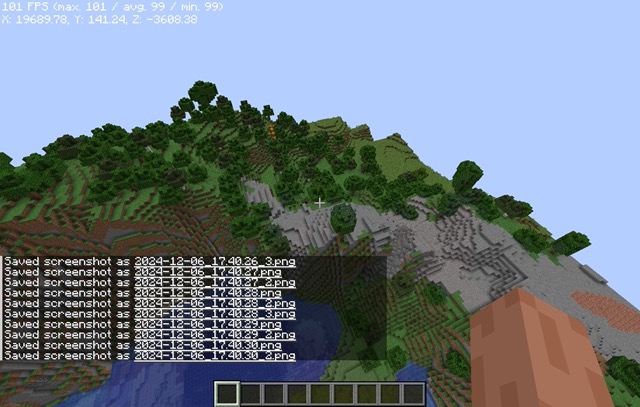 101 FPS (max. 101 / avg. 99 / min. 99)
X: 19689.78, Y: 141.24, Z: -3608.38
Saved screenshot as 2024-12-06_17.40.26_3.png
Saved screenshot as 2024-12-06_17.40.27.png
Saved screenshot as 2024-12-06_17.40.27_2.png
Saved screenshot as 2024-12-06_17.40.28.png
Saved screenshot as 2024-12-06_17.40.28_2.png
Saved screenshot as 2024-12-06_17.40.28_3.png
Saved screenshot as 2024-12-06_17.40.29.png
Saved screenshot as 2024-12-06_17.40.29_2.png
Saved screenshot as 2024-12-06_17.40.30.png
Saved screenshot as 2024-12-06_17.40.30_2.png